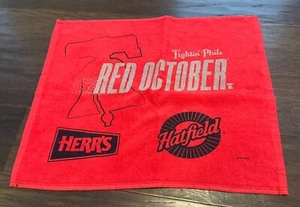 Fightin' Phils
RED OCTOBER
HERR'S
Hatfield